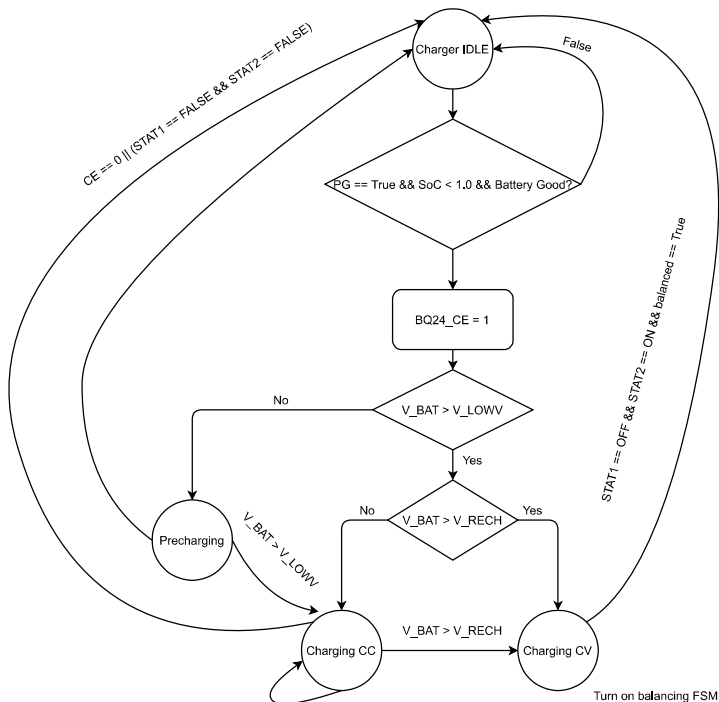 Charger IDLE
False
CE == 0 || (STAT1 == FALSE && STAT2 == FALSE)
PG == True && SoC < 1.0 && Battery Good?
BQ24_CE = 1
STAT1 == OFF && STAT2 == ON && balanced == True
No
V_BAT > V_LOWV
Yes
No
V_BAT > V_RECH
Yes
Precharging
V_BAT > V_LOWV
V_BAT > V_RECH
Charging CC
Charging CV
Turn on balancing FSM